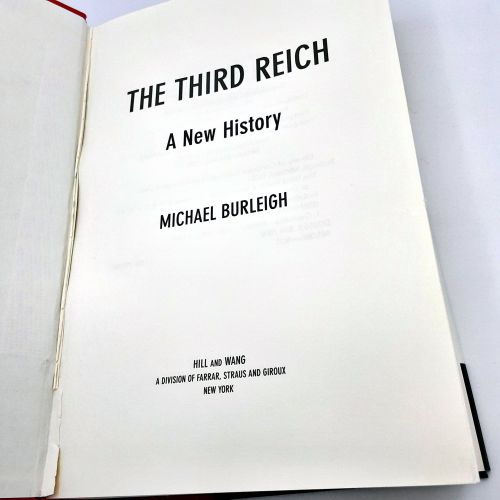 THE THIRD REICH
A New History
MICHAEL BURLEIGH
HILL AND WANG
A DIVISION OF FARRAR, STRAUS AND GIROUX
NEW YORK